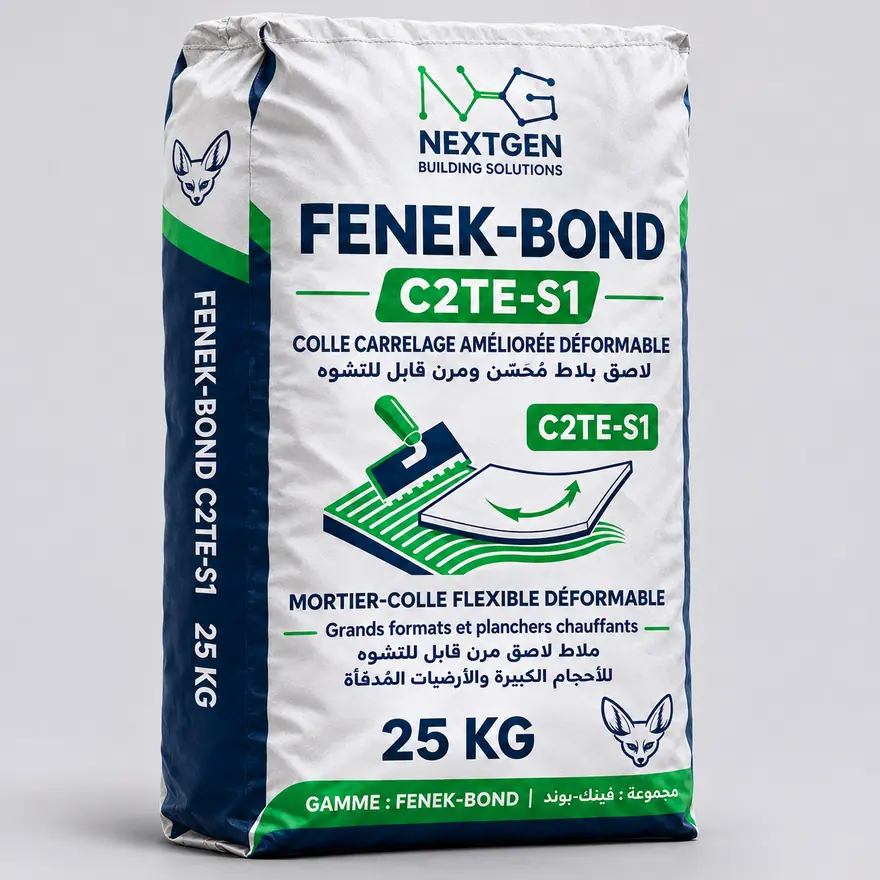 NEXTGEN
BUILDING SOLUTIONS
FENEK-BOND
C2TE-S1
COLLE CARRELAGE AMÉLIORÉE DÉFORMABLE
لاصق بلاط مُحَسّن ومرن قابل للتشوه
C2TE-S1
MORTIER-COLLE FLEXIBLE DÉFORMABLE
Grands formats et planchers chauffants
ملاط لاصق مرن قابل للتشوه
للأحجام الكبيرة والأرضيات المُدفّأة
25 KG
GAMME : FENEK-BOND | مجموعة : فينك-بوند
FENEK-BOND C2TE-S1 25 KG